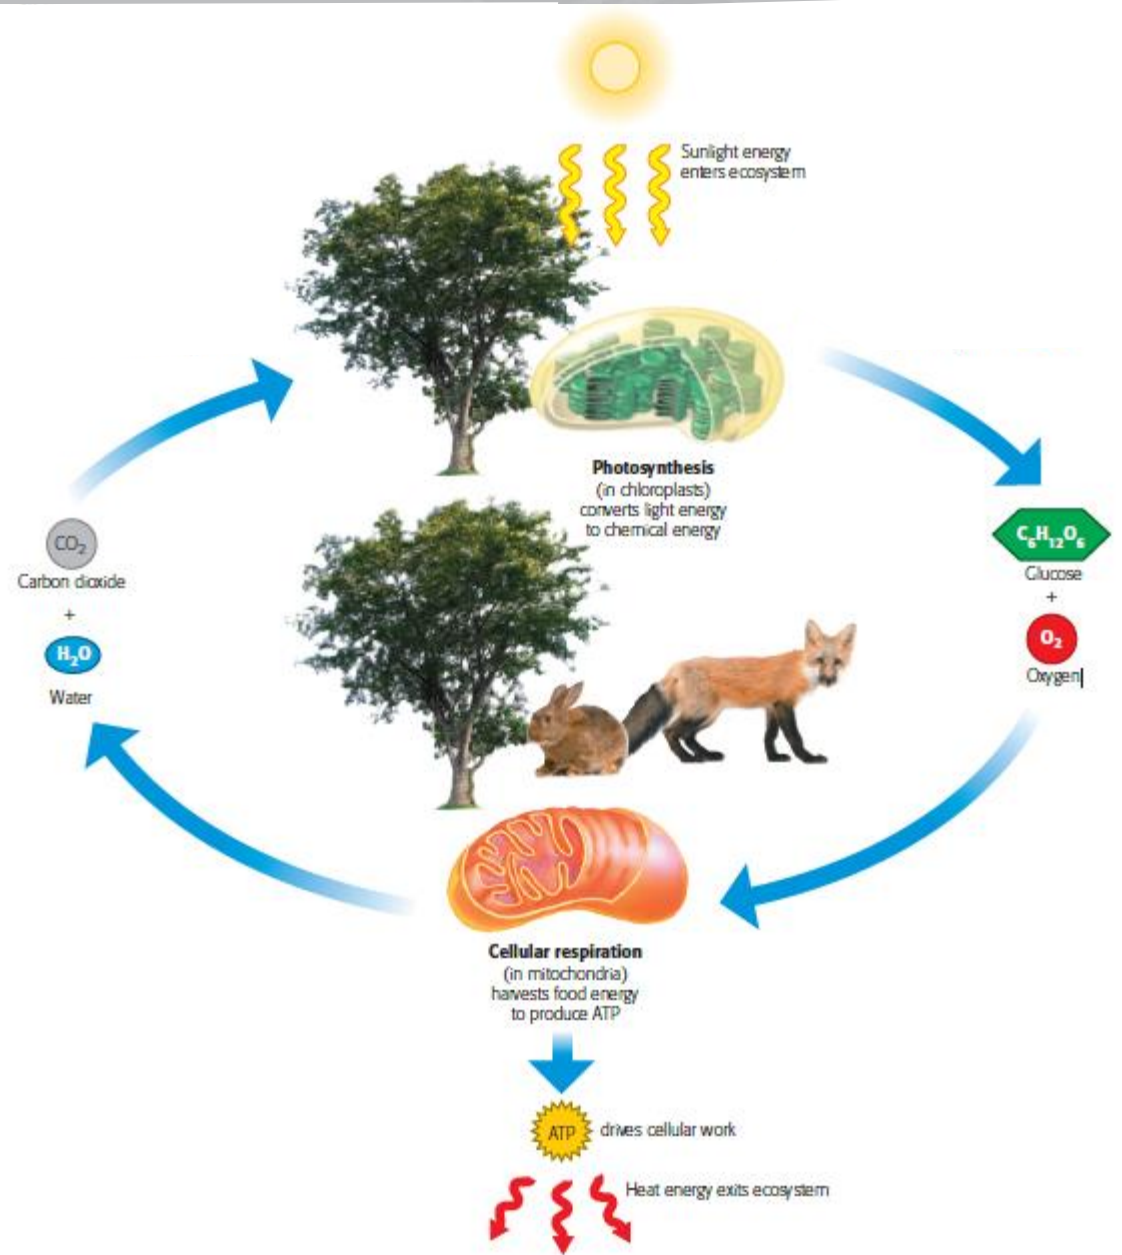 Sunlight energy
enters ecosystem
Photosynthesis
(in chloroplasts)
converts light energy
to chemical energy
CO₂
Carbon dioxide
+
H₂O
Water
C₆H₁₂O₆
Glucose
+
O₂
Oxygen
Cellular respiration
(in mitochondria)
harvests food energy
to produce ATP
ATP
drives cellular work
Heat energy exits ecosystem